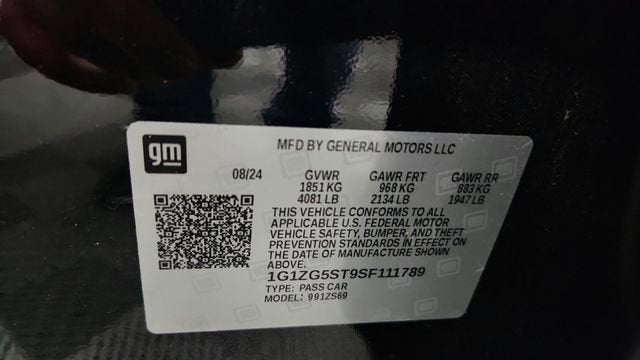 gm
MFD BY GENERAL MOTORS LLC
08/24 GVWR GAWR FRT GAWR RR
1851 KG 968 KG 883 KG
4081 LB 2134 LB 1947 LB
THIS VEHICLE CONFORMS TO ALL
APPLICABLE U.S. FEDERAL MOTOR
VEHICLE SAFETY, BUMPER, AND THEFT
PREVENTION STANDARDS IN EFFECT ON
THE DATE OF MANUFACTURE SHOWN
ABOVE.
1G1ZG5ST9SF111789
TYPE: PASS CAR
MODEL: 991ZS69